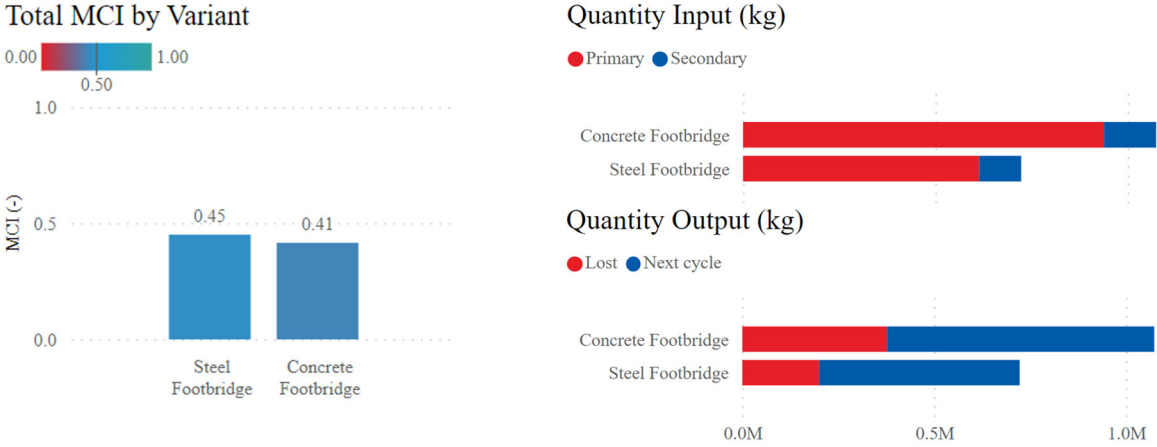 Total MCI by Variant
0.00
1.00
0.50
1.0
0.5
0.0
MCI (-)
0.45
0.41
Steel
Footbridge
Concrete
Footbridge
Quantity Input (kg)
Primary Secondary
Concrete Footbridge
Steel Footbridge
Quantity Output (kg)
Lost Next cycle
Concrete Footbridge
Steel Footbridge
0.0M 0.5M 1.0M